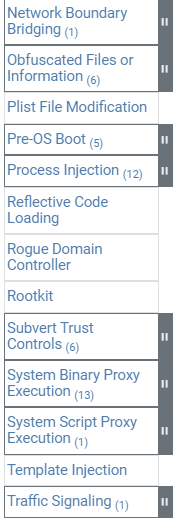 Network Boundary
Bridging (1)
Obfuscated Files or
Information (6)
Plist File Modification
Pre-OS Boot (5)
Process Injection (12)
Reflective Code
Loading
Rogue Domain
Controller
Rootkit
Subvert Trust
Controls (6)
System Binary Proxy
Execution (13)
System Script Proxy
Execution (1)
Template Injection
Traffic Signaling (1)